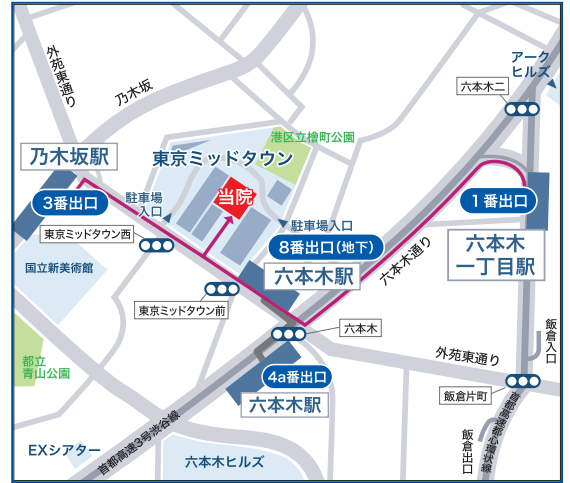 外苑東通り
乃木坂
アーク
ヒルズ
六本木二
港区立檜町公園
乃木坂駅
東京ミッドタウン
当院
3番出口
駐車場
入口
駐車場入口
1番出口
東京ミッドタウン西
8番出口(地下)
六本木駅
六本木通り
六本木
一丁目駅
国立新美術館
東京ミッドタウン前
六本木
飯倉入口
都立
青山公園
外苑東通り
4a番出口
六本木駅
飯倉片町
首都高速3号渋谷線
首都高速都心環状線
飯倉出口
EXシアター
六本木ヒルズ